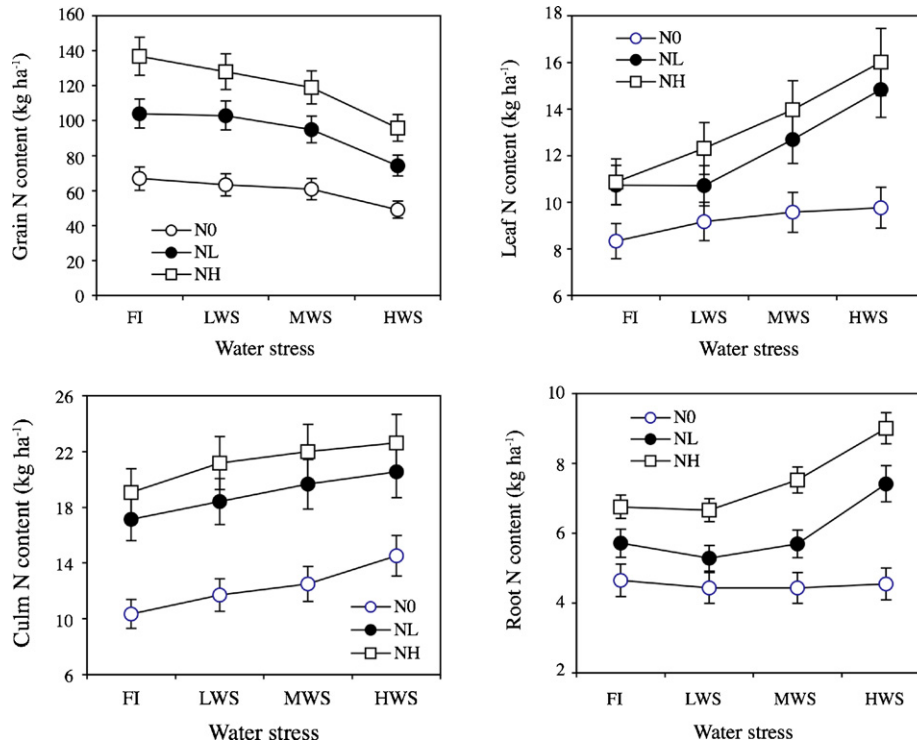 Grain N content (kg ha⁻¹)
160
140
120
100
80
60
40
20
0
N0
NL
NH
FI LWS MWS HWS
Water stress
Leaf N content (kg ha⁻¹)
18
16
14
12
10
8
6
N0
NL
NH
FI LWS MWS HWS
Water stress
Culm N content (kg ha⁻¹)
26
22
18
14
10
6
N0
NL
NH
FI LWS MWS HWS
Water stress
Root N content (kg ha⁻¹)
10
8
6
4
2
N0
NL
NH
FI LWS MWS HWS
Water stress